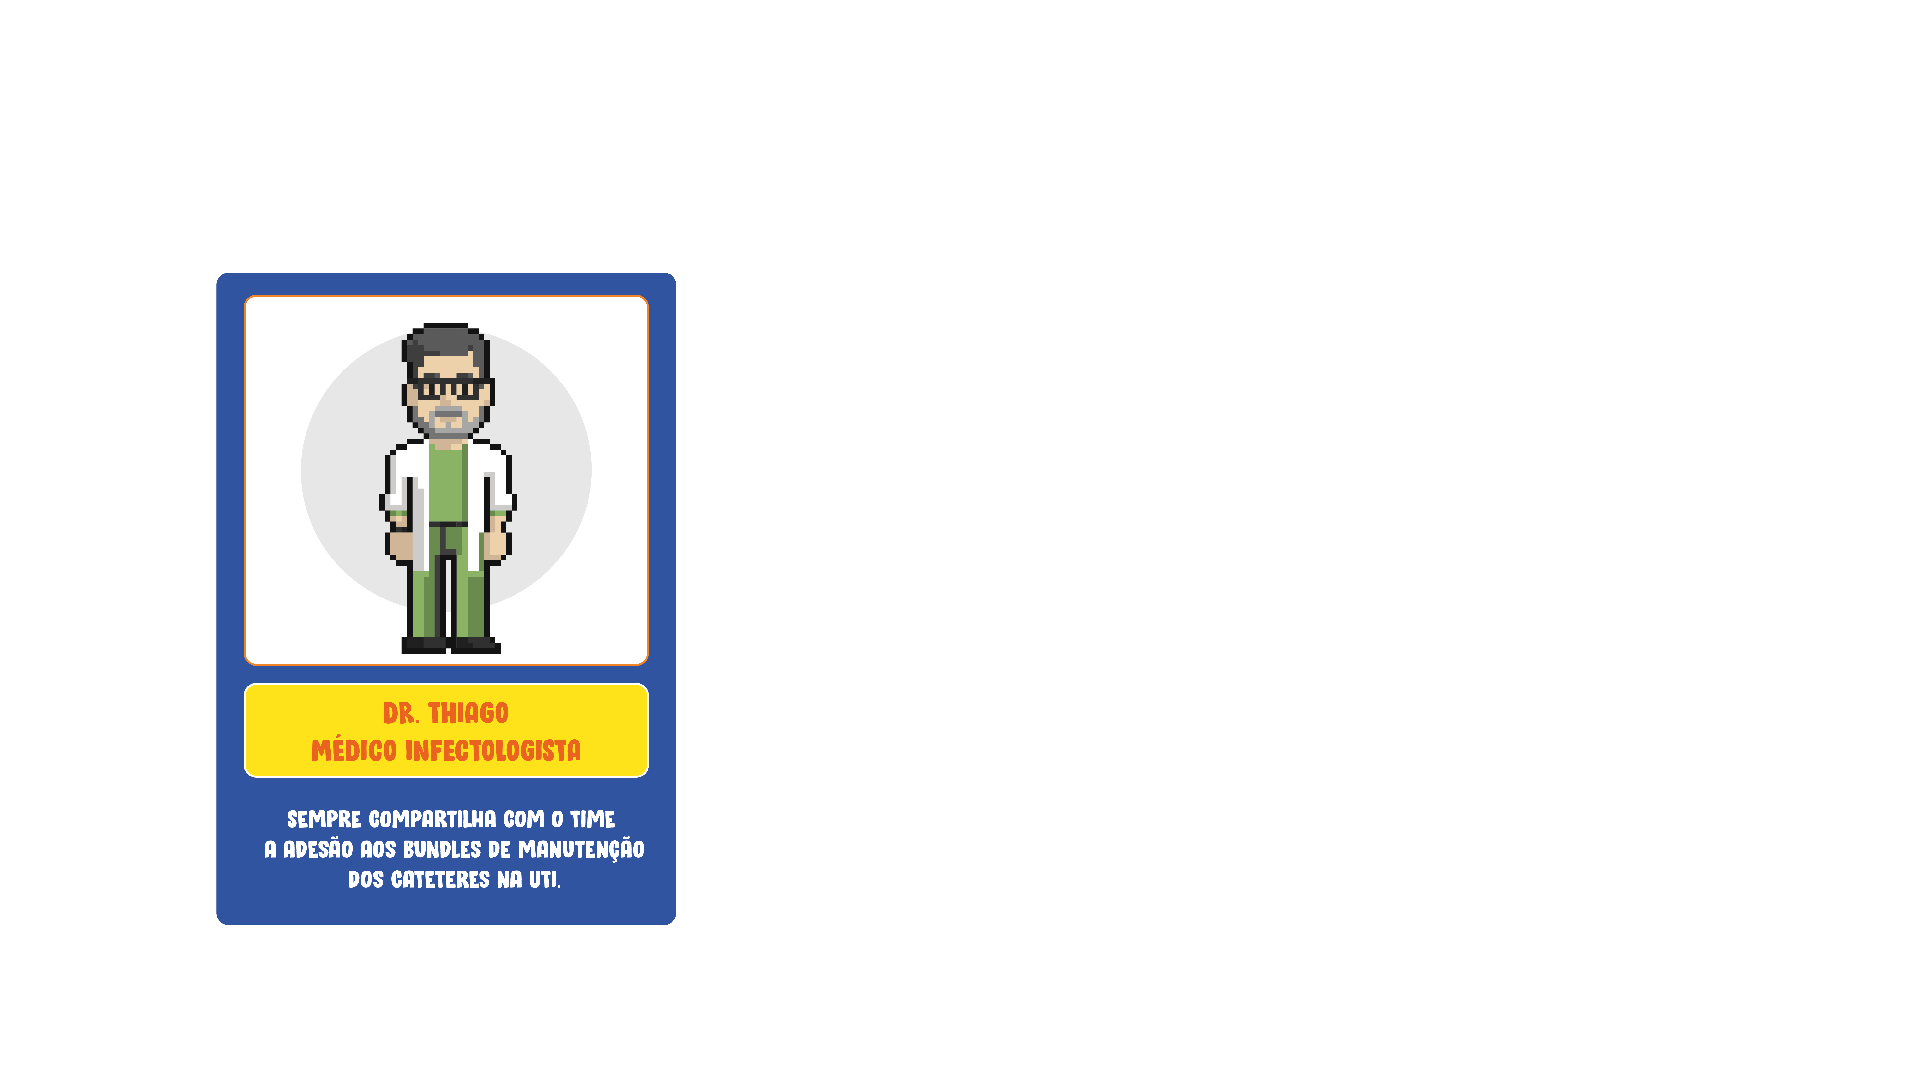 DR. THIAGO
MÉDICO INFECTOLOGISTA
SEMPRE COMPARTILHA COM O TIME
A ADESÃO AOS BUNDLES DE MANUTENÇÃO
DOS CATETERES NA UTI.